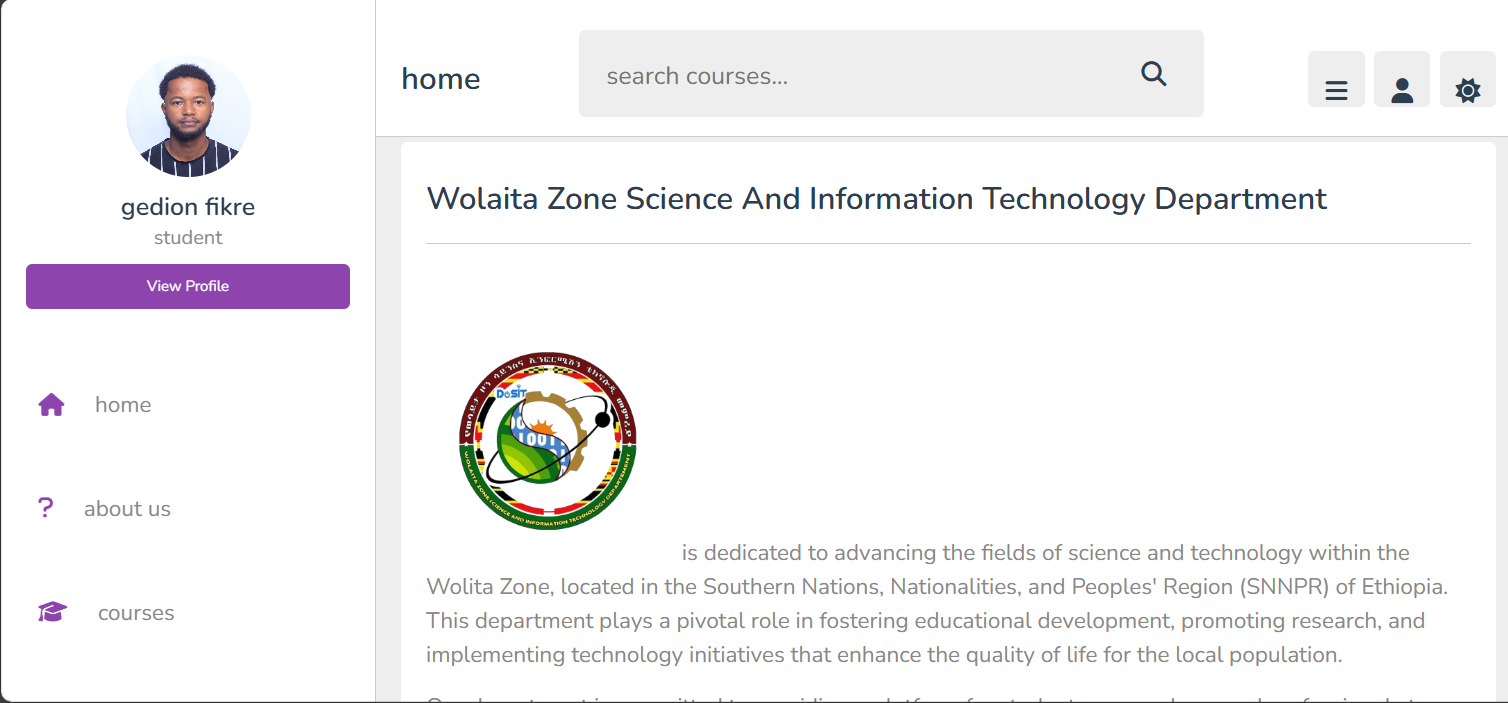 gedion fikre
student
View Profile
home
about us
courses
home
search courses...
Wolaita Zone Science And Information Technology Department
DoSIT
WOLAITA ZONE SCIENCE AND INFORMATION TECHNOLOGY DEPARTEMENT
is dedicated to advancing the fields of science and technology within the
Wolita Zone, located in the Southern Nations, Nationalities, and Peoples' Region (SNNPR) of Ethiopia.
This department plays a pivotal role in fostering educational development, promoting research, and
implementing technology initiatives that enhance the quality of life for the local population.